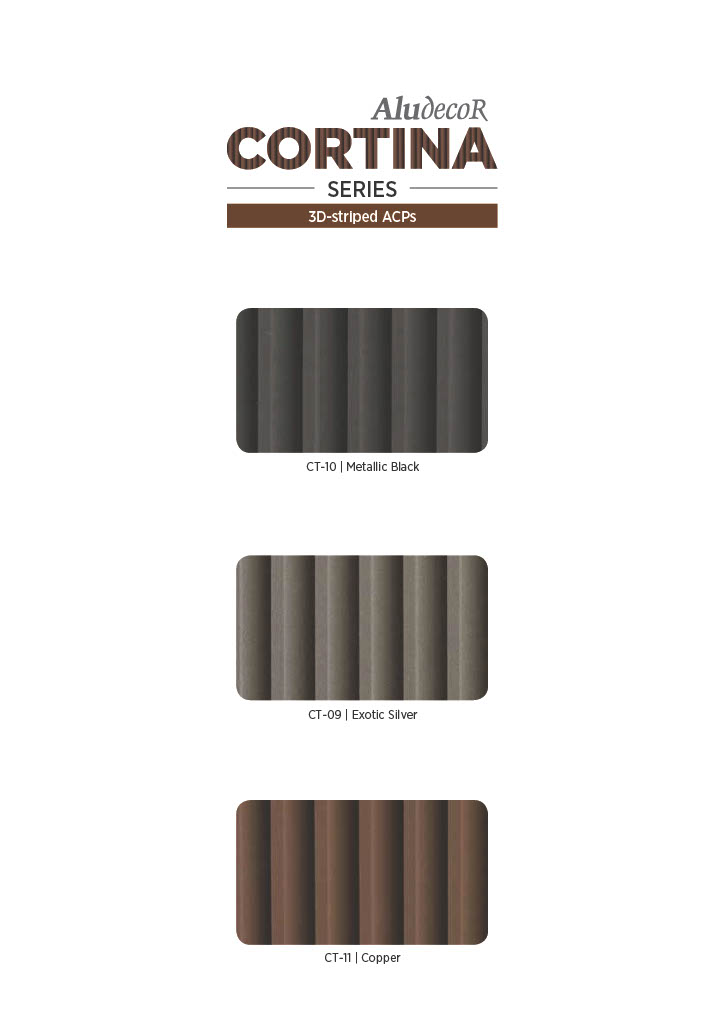 AludecoR
CORTINA
SERIES
3D-striped ACPs
CT-10 | Metallic Black
CT-09 | Exotic Silver
CT-11 | Copper